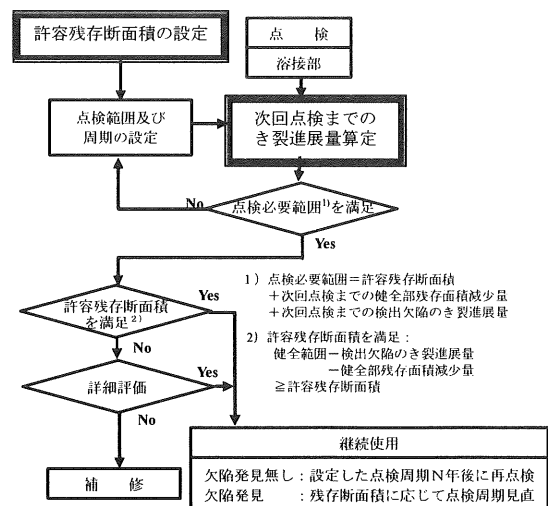 許容残存断面積の設定
点　検
溶接部
点検範囲及び
周期の設定
次回点検までの
き裂進展量算定
No
点検必要範囲1)を満足
Yes
許容残存断面積
を満足2)
Yes
No
詳細評価
Yes
No
補　修
1）点検必要範囲＝許容残存断面積
＋次回点検までの健全部残存面積減少量
＋次回点検までの検出欠陥のき裂進展量
2）許容残存断面積を満足：
健全範囲－検出欠陥のき裂進展量
－健全部残存面積減少量
≧許容残存断面積
継続使用
欠陥発見無し：設定した点検周期N年後に再点検
欠陥発見　　：残存断面積に応じて点検周期見直